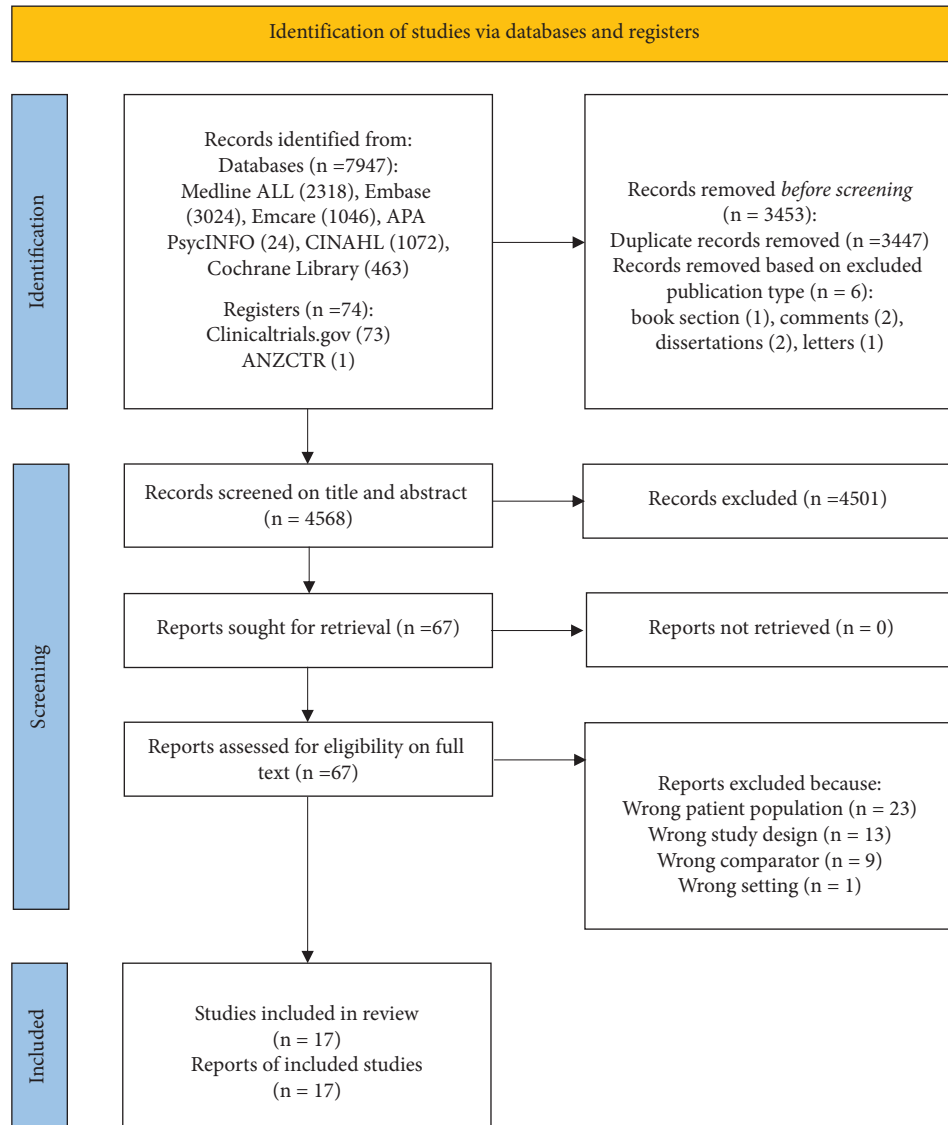 Identification of studies via databases and registers
Identification
Records identified from:
Databases (n =7947):
Medline ALL (2318), Embase
(3024), Emcare (1046), APA
PsycINFO (24), CINAHL (1072),
Cochrane Library (463)
Registers (n =74):
Clinicaltrials.gov (73)
ANZCTR (1)
Records removed before screening
(n = 3453):
Duplicate records removed (n =3447)
Records removed based on excluded
publication type (n = 6):
book section (1), comments (2),
dissertations (2), letters (1)
Screening
Records screened on title and abstract
(n = 4568)
Records excluded (n =4501)
Reports sought for retrieval (n =67)
Reports not retrieved (n = 0)
Reports assessed for eligibility on full
text (n =67)
Reports excluded because:
Wrong patient population (n = 23)
Wrong study design (n = 13)
Wrong comparator (n = 9)
Wrong setting (n = 1)
Included
Studies included in review
(n = 17)
Reports of included studies
(n = 17)